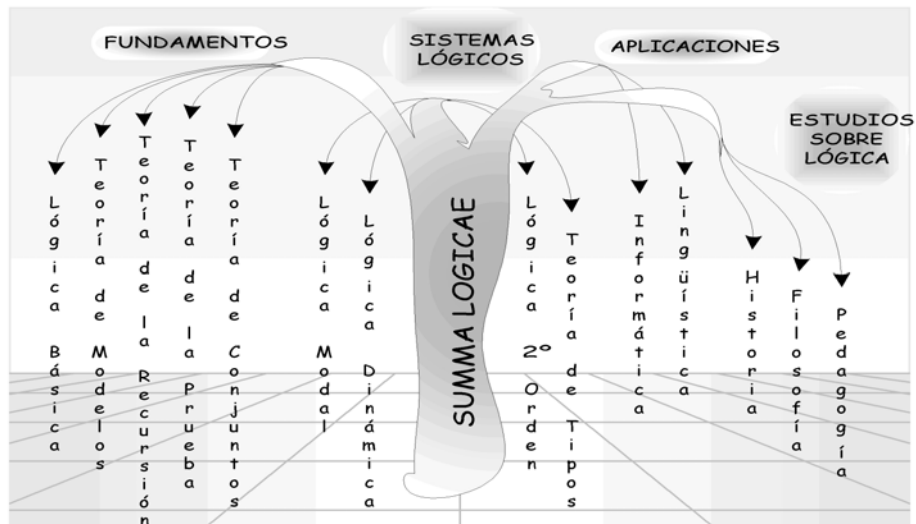 FUNDAMENTOS
SISTEMAS
LÓGICOS
APLICACIONES
ESTUDIOS
SOBRE
LÓGICA
Lógica Básica
Teoría de Modelos
Teoría de la Recursión
Teoría de la Prueba
Teoría de Conjuntos
Lógica Modal
Lógica Dinámica
SUMMA LOGICAE
Lógica 2º Orden
Teoría de Tipos
Informática
Lingüística
Historia
Filosofía
Pedagogía